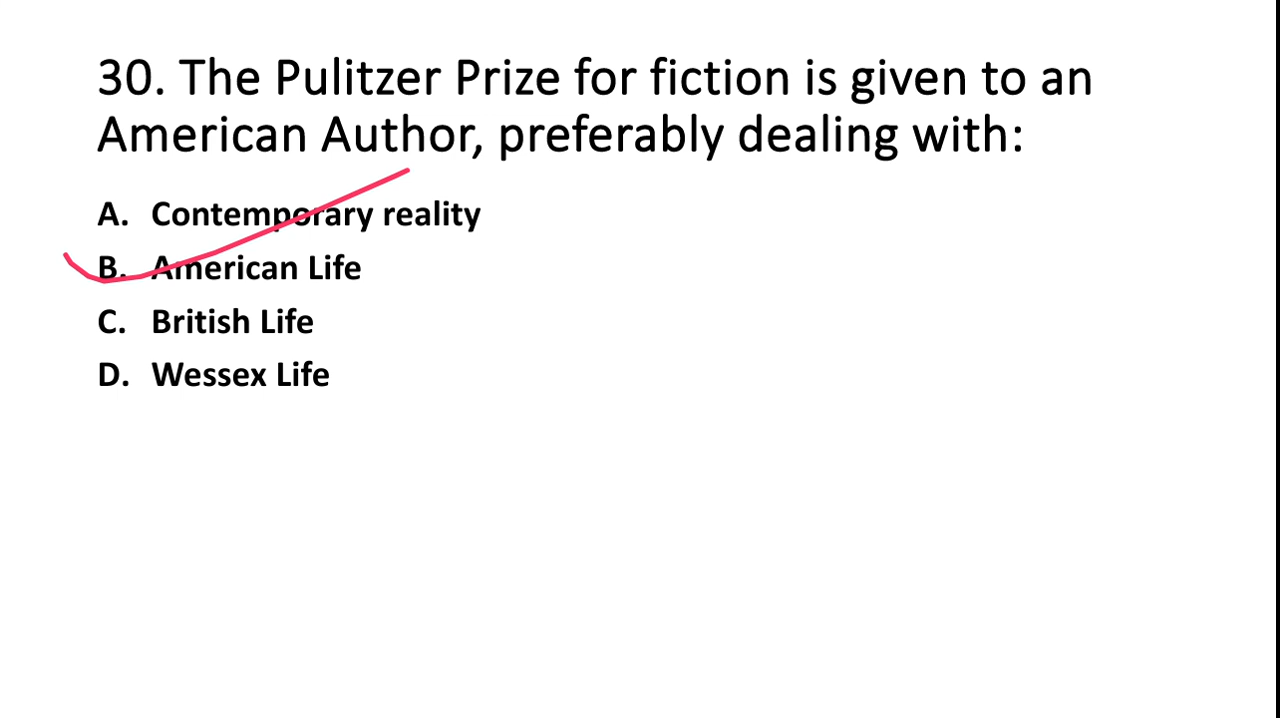 30. The Pulitzer Prize for fiction is given to an
American Author, preferably dealing with:
A. Contemporary reality
B. American Life
C. British Life
D. Wessex Life